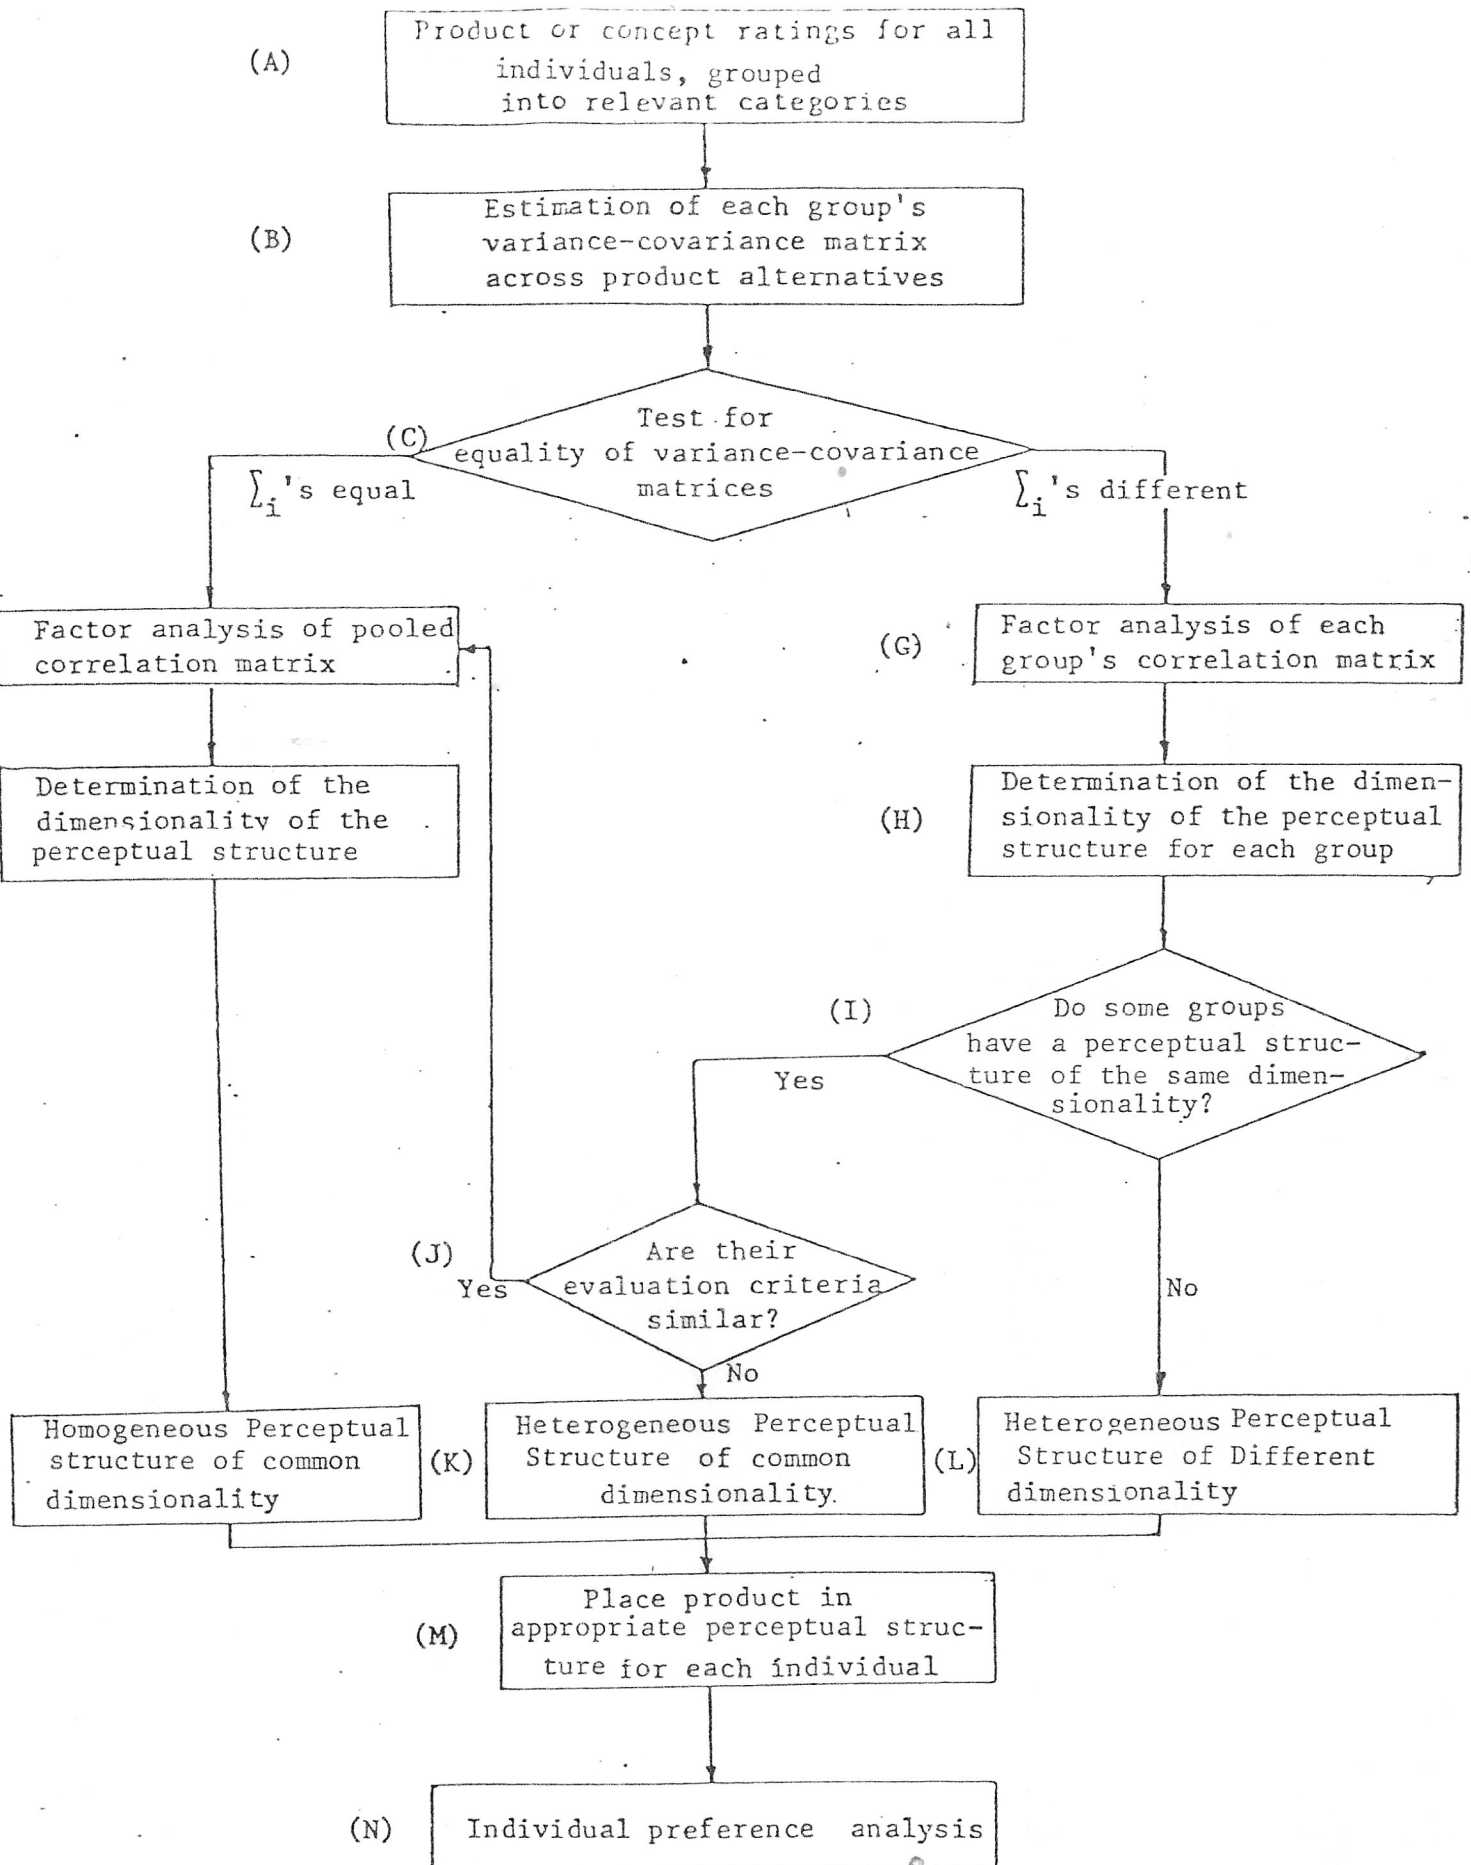 (A)
Product or concept ratings for all
individuals, grouped
into relevant categories
(B)
Estimation of each group's
variance-covariance matrix
across product alternatives
(C)
Test for
equality of variance-covariance
matrices
∑i's equal
∑i's different
Factor analysis of pooled
correlation matrix
(G)
Factor analysis of each
group's correlation matrix
Determination of the
dimensionality of the
perceptual structure
(H)
Determination of the dimen-
sionality of the perceptual
structure for each group
(I)
Do some groups
have a perceptual struc-
ture of the same dimen-
sionality?
Yes
No
(J)
Are their
evaluation criteria
similar?
Yes
No
Homogeneous Perceptual
structure of common
dimensionality
(K)
Heterogeneous Perceptual
Structure of common
dimensionality.
(L)
Heterogeneous Perceptual
Structure of Different
dimensionality
(M)
Place product in
appropriate perceptual struc-
ture for each individual
(N)
Individual preference analysis